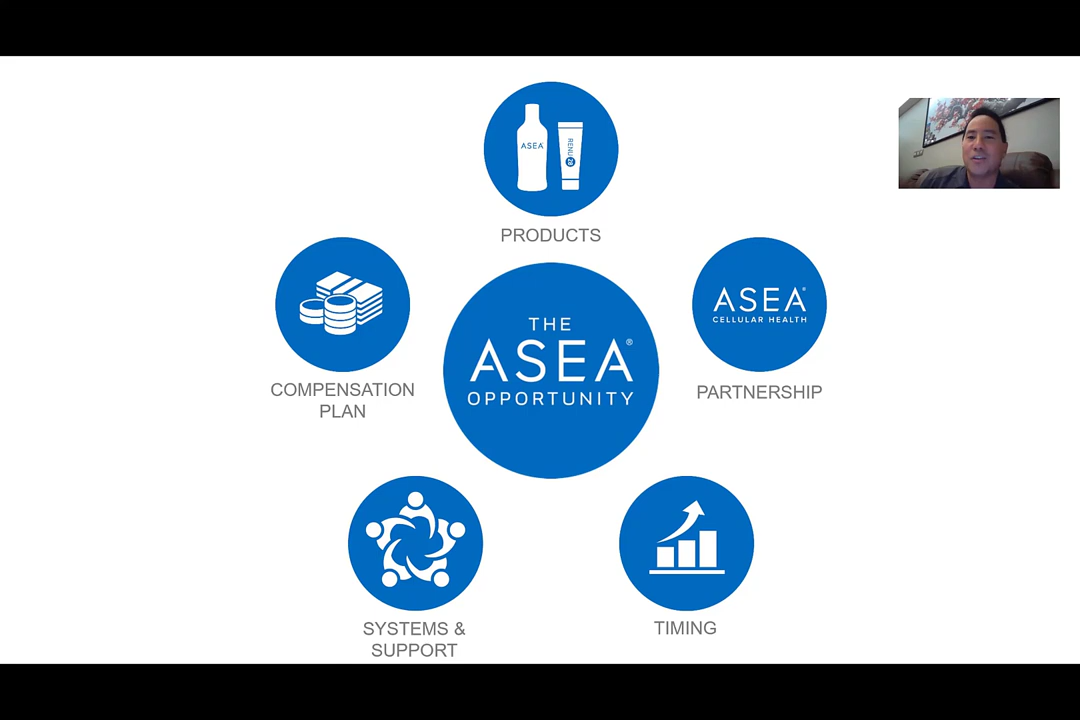 ASEA
RENU 28
PRODUCTS
COMPENSATION
PLAN
THE
ASEA®
OPPORTUNITY
ASEA®
CELLULAR HEALTH
PARTNERSHIP
SYSTEMS &
SUPPORT
TIMING